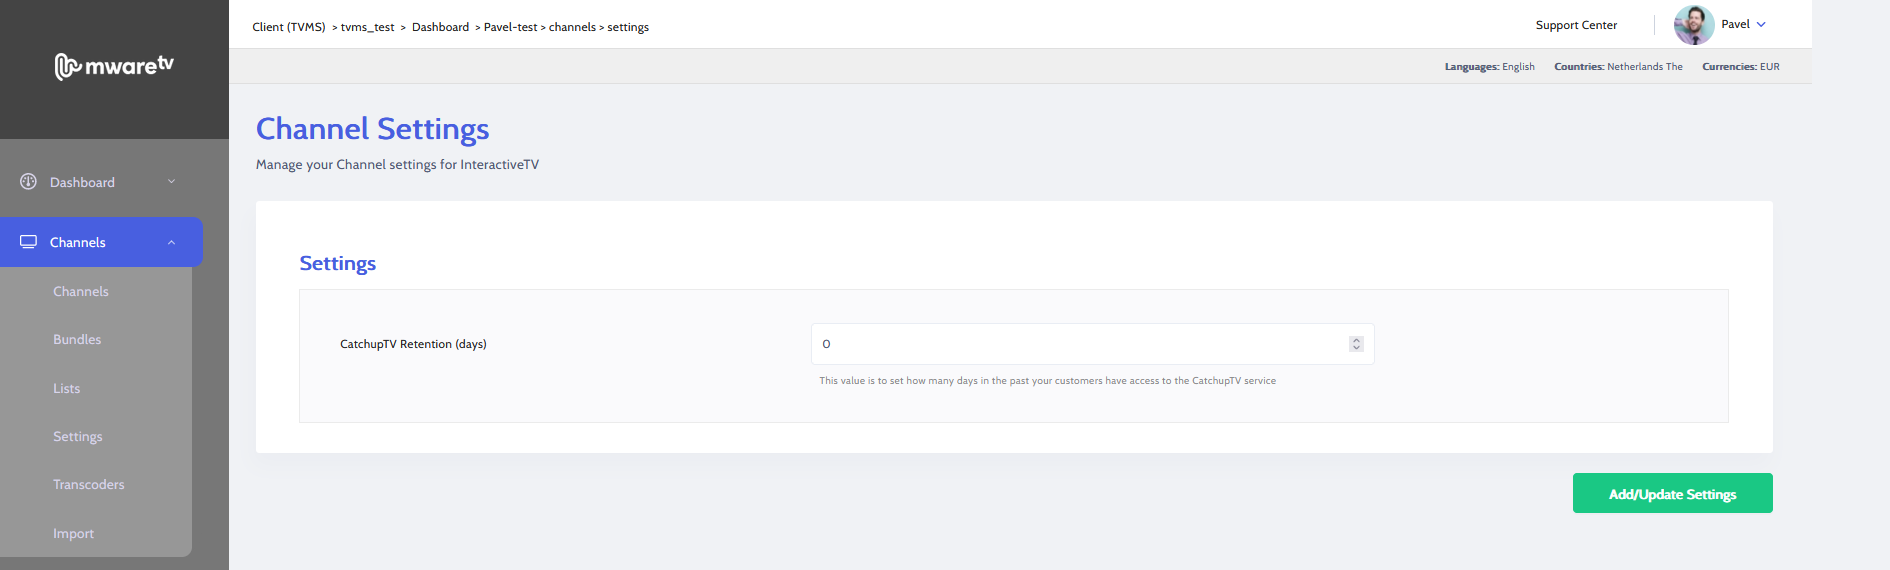 Client (TVMS) > tvms_test > Dashboard > Pavel-test > channels > settings
Support Center
Pavel
mwaretv
Languages: English Countries: Netherlands The Currencies: EUR
Channel Settings
Manage your Channel settings for InteractiveTV
Dashboard
Channels
Channels
Bundles
Lists
Settings
Transcoders
Import
Settings
CatchupTV Retention (days)
0
This value is to set how many days in the past your customers have access to the CatchupTV service
Add/Update Settings